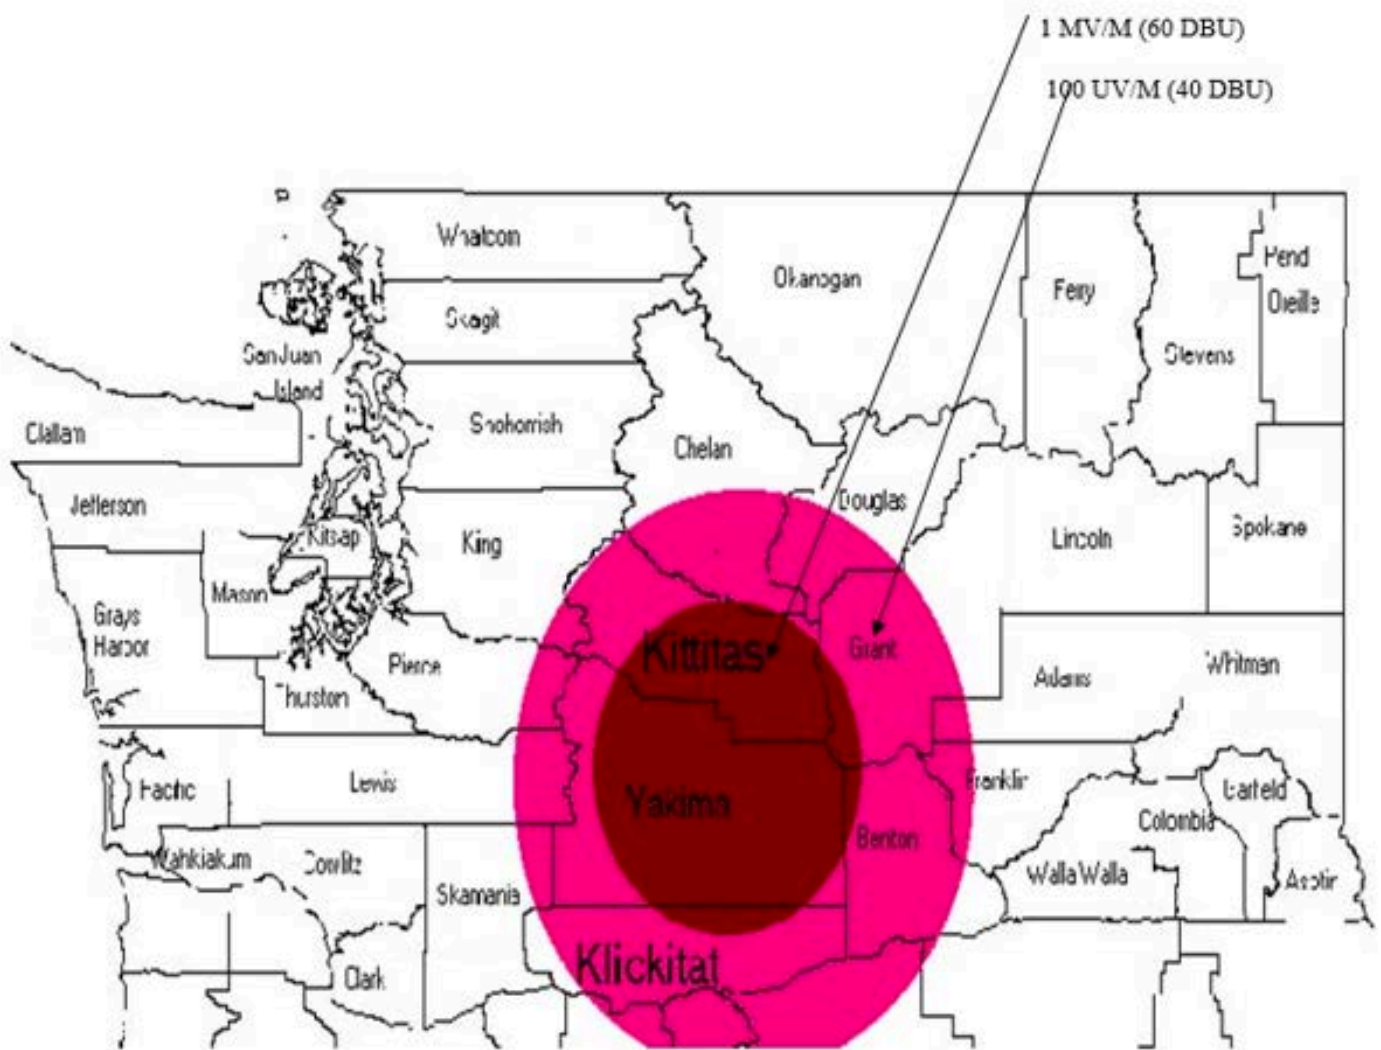 1 MV/M (60 DBU)
100 UV/M (40 DBU)
Whatcom
Okanogan
Ferry
Pend
Oreille
Skagit
San Juan
Island
Stevens
Snohomish
Clallam
Chelan
Jefferson
Douglas
Kitsap
King
Lincoln
Spokane
Mason
Grays
Harbor
Kittitas
Grant
Pierce
Adams
Whitman
Thurston
Pacific
Lewis
Franklin
Garfield
Yakima
Colombia
Benton
Wahkiakum
Cowlitz
Skamania
Walla Walla
Asotin
Klickitat
Clark